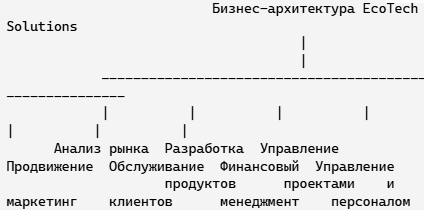 Бизнес-архитектура EcoTech
Solutions
|
|
---------------------------------------------
---------------
| | | |
| | |
Анализ рынка Разработка Управление
Продвижение Обслуживание Финансовый Управление
продуктов проектами и
маркетинг клиентов менеджмент персоналом